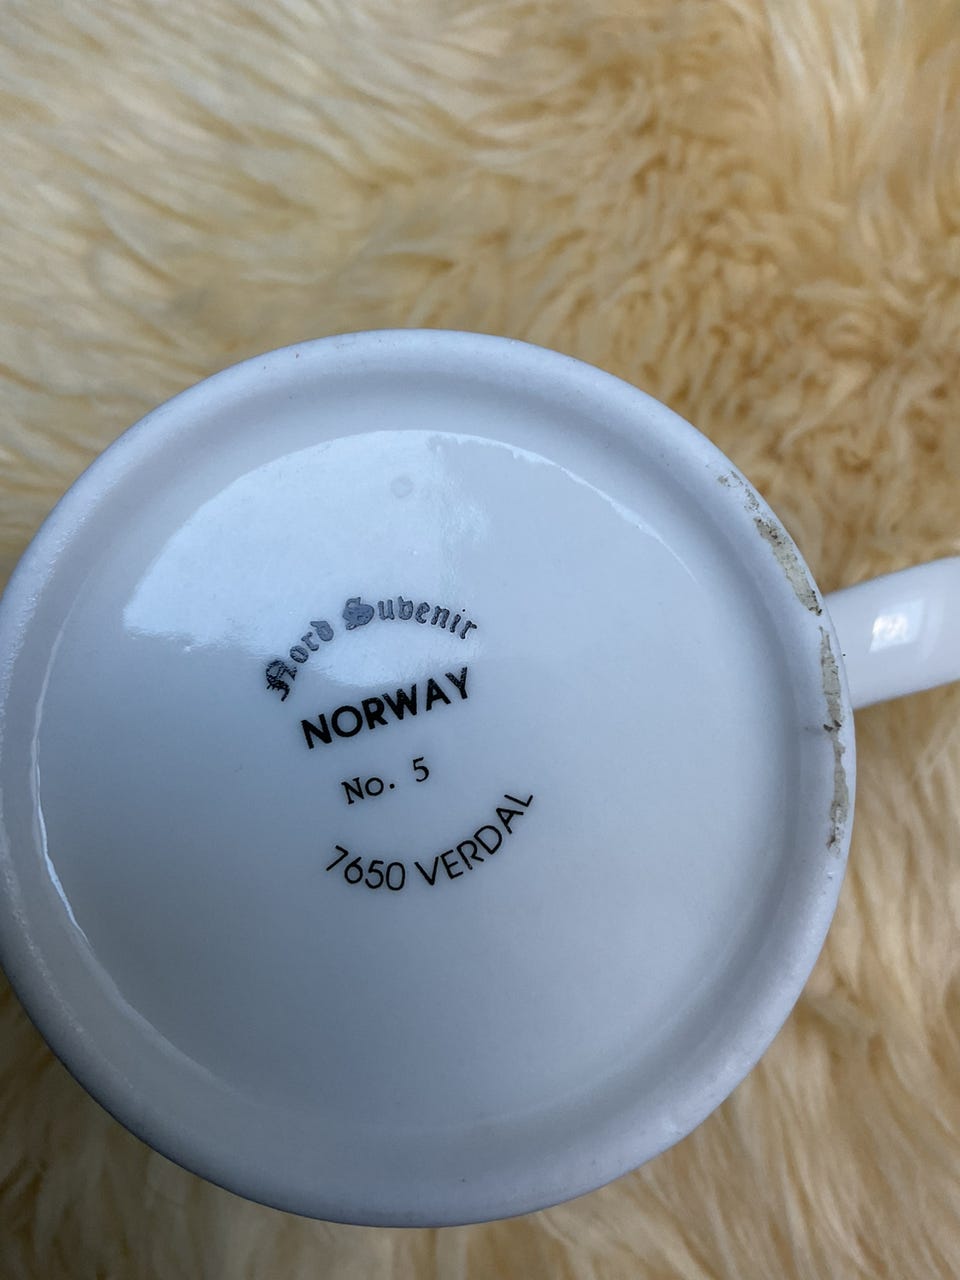 Nord Suvenir
NORWAY
No. 5
7650 VERDAL